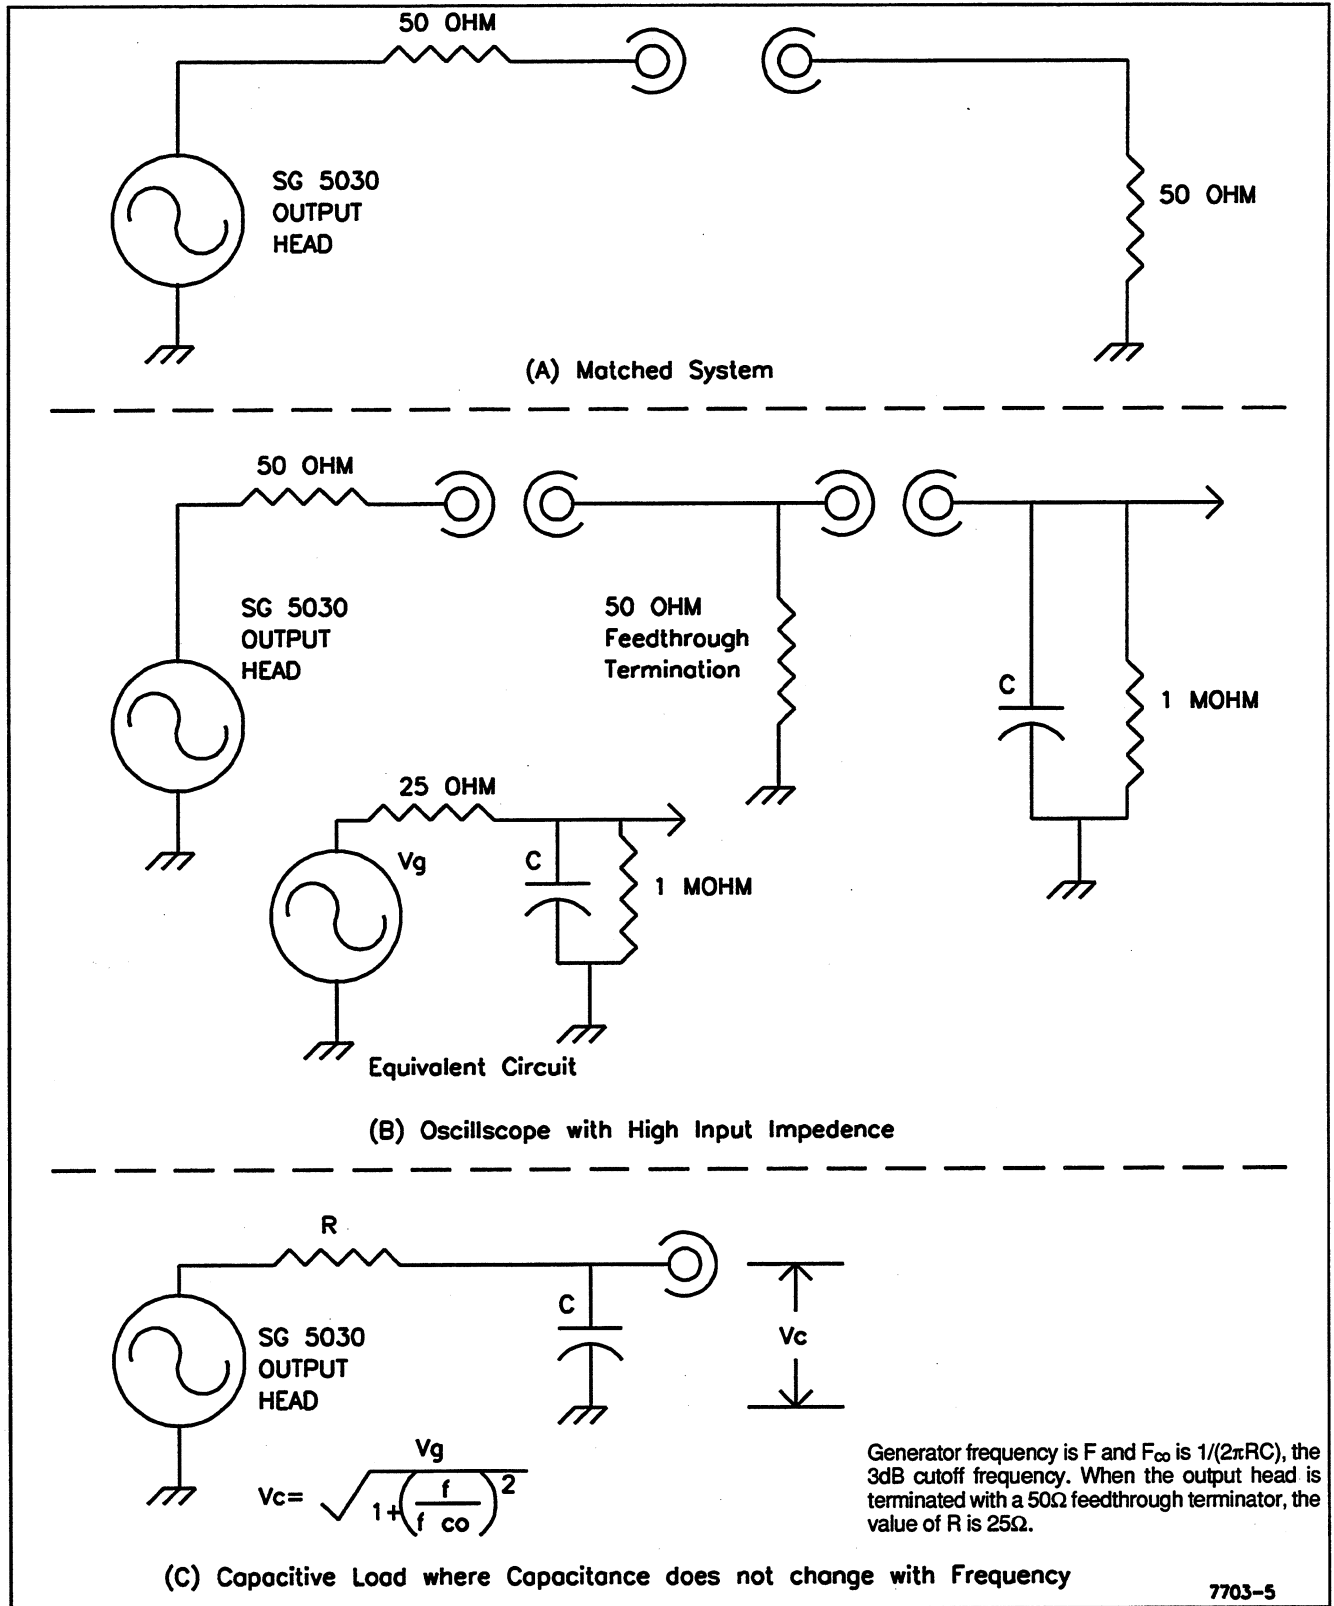 50 OHM
SG 5030
OUTPUT
HEAD
50 OHM
(A) Matched System
50 OHM
SG 5030
OUTPUT
HEAD
50 OHM
Feedthrough
Termination
C
1 MOHM
25 OHM
Vg
C
1 MOHM
Equivalent Circuit
(B) Oscillscope with High Input Impedence
R
SG 5030
OUTPUT
HEAD
C
Vc
Vc= √ Vg / 1+(f / f co)2
Generator frequency is F and F∞ is 1/(2πRC), the
3dB cutoff frequency. When the output head is
terminated with a 50Ω feedthrough terminator, the
value of R is 25Ω.
(C) Capacitive Load where Capacitance does not change with Frequency
7703-5